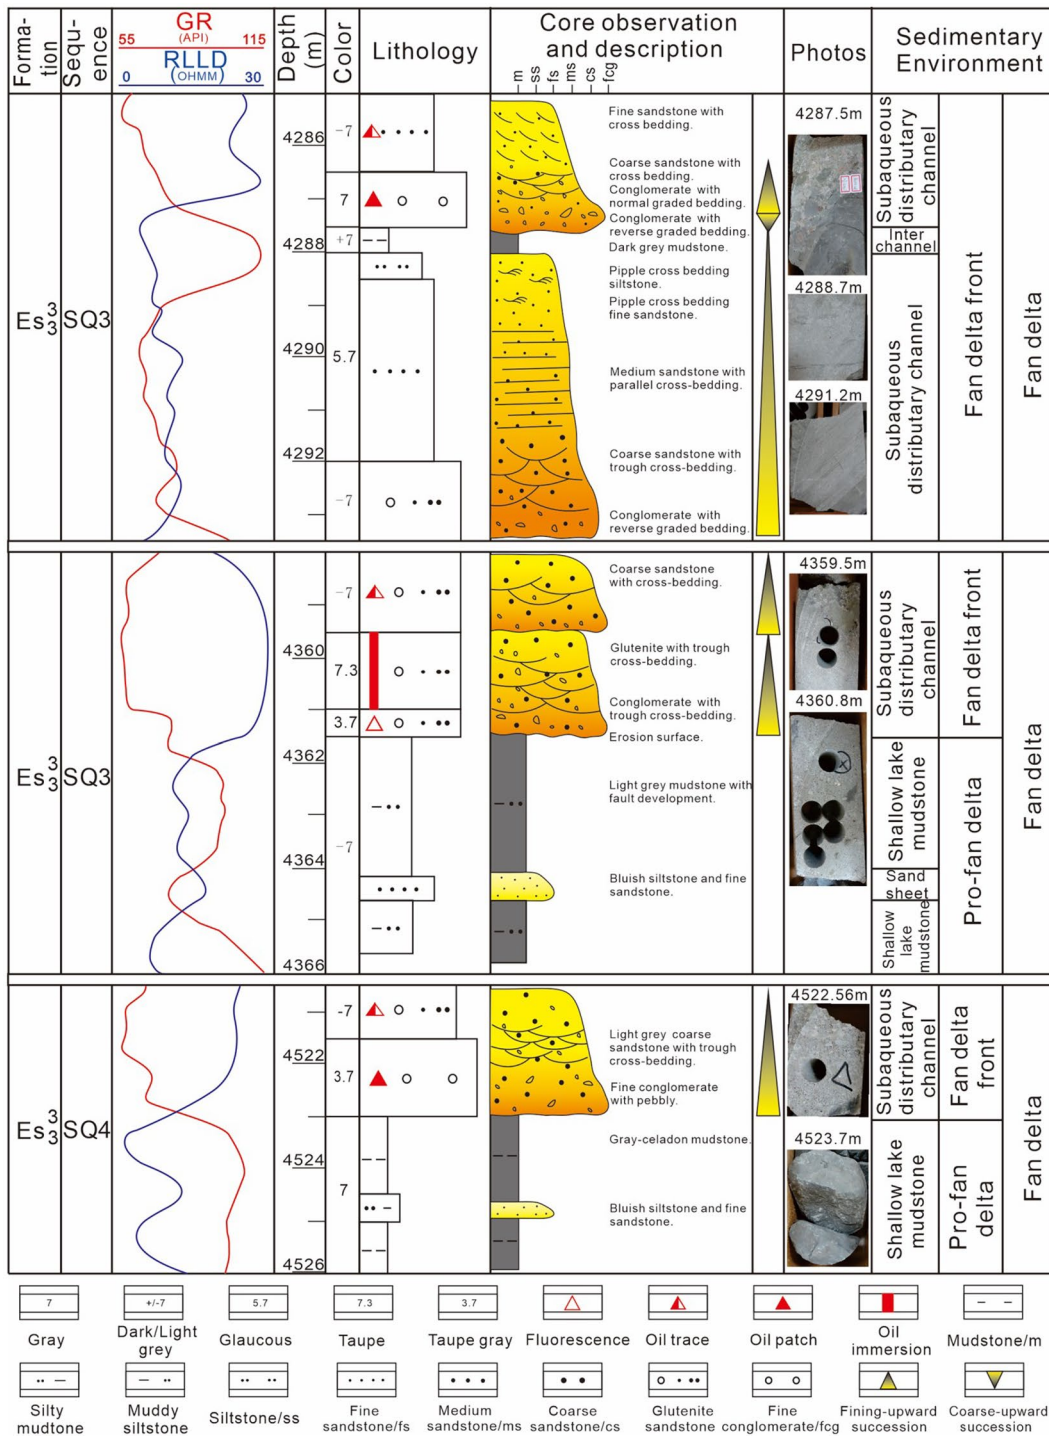 Forma-
tion
Sequ-
ence
GR
(API)
55 115
RLLD
(OHMM)
0 30
Depth
(m)
Color
Lithology
Core observation
and description
m ss fs ms cs fcg
Photos
Sedimentary
Environment
Es3 3
SQ3
4286
4288
4290
4292
-7
7
+7
5.7
-7
Fine sandstone with
cross bedding.
Coarse sandstone with
cross bedding.
Conglomerate with
normal graded bedding.
Conglomerate with
reverse graded bedding.
Dark grey mudstone.
Pipple cross bedding
siltstone.
Pipple cross bedding
fine sandstone.
Medium sandstone with
parallel cross-bedding.
Coarse sandstone with
trough cross-bedding.
Conglomerate with
reverse graded bedding.
4287.5m
4288.7m
4291.2m
Subaqueous
distributary
channel
Inter
channel
Subaqueous
distributary channel
Fan delta front
Fan delta
Es3 3
SQ3
4360
4362
4364
4366
-7
7.3
3.7
-7
Coarse sandstone
with cross-bedding.
Glutenite with trough
cross-bedding.
Conglomerate with
trough cross-bedding.
Erosion surface.
Light grey mudstone with
fault development.
Bluish siltstone and fine
sandstone.
4359.5m
4360.8m
Subaqueous
distributary
channel
Shallow lake
mudstone
Sand
sheet
Shallow
lake
mudstone
Fan delta front
Pro-fan delta
Fan delta
Es3 3
SQ4
4522
4524
4526
-7
3.7
7
Light grey coarse
sandstone with trough
cross-bedding.
Fine conglomerate
with pebbly.
Gray-celadon mudstone.
Bluish siltstone and fine
sandstone.
4522.56m
4523.7m
Subaqueous
distributary
channel
Shallow lake
mudstone
Fan delta
front
Pro-fan
delta
Fan delta
7
+/-7
5.7
7.3
3.7
Gray
Dark/Light
grey
Glaucous
Taupe
Taupe gray
Fluorescence
Oil trace
Oil patch
Oil
immersion
Mudstone/m
Silty
mudtone
Muddy
siltstone
Siltstone/ss
Fine
sandstone/fs
Medium
sandstone/ms
Coarse
sandstone/cs
Glutenite
sandstone
Fine
conglomerate/fcg
Fining-upward
succession
Coarse-upward
succession